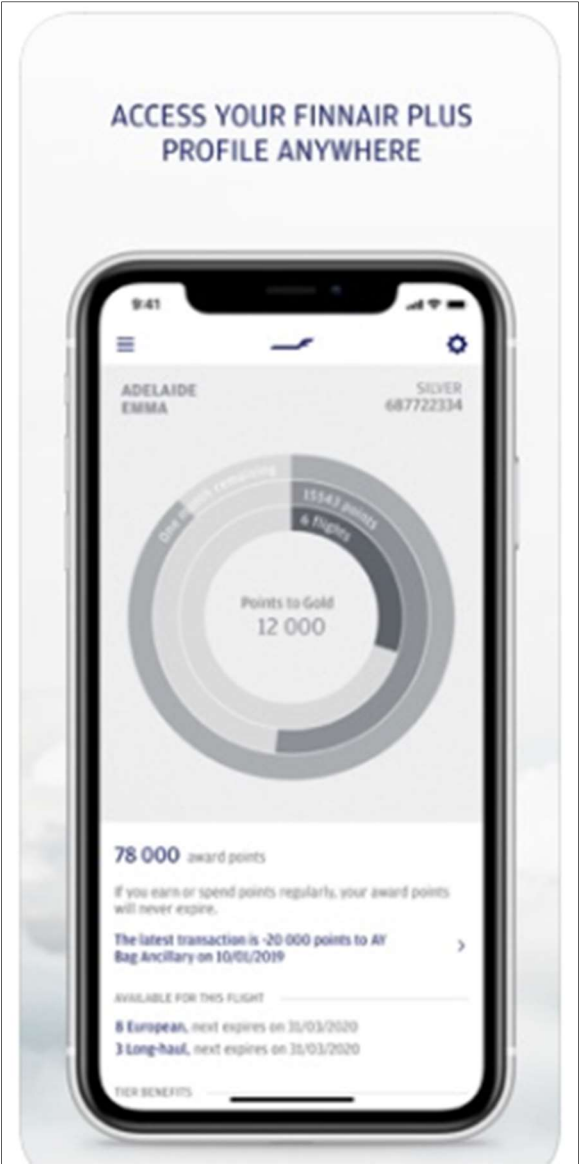 ACCESS YOUR FINNAIR PLUS
PROFILE ANYWHERE
9:41
ADELAIDE
EMMA
SILVER
687722334
One month remaining
15543 points
6 flights
Points to Gold
12 000
78 000 award points
If you earn or spend points regularly, your award points
will never expire.
The latest transaction is -20 000 points to AY
Bag Ancillary on 10/01/2019
AVAILABLE FOR THIS FLIGHT
8 European, next expires on 31/03/2020
3 Long-haul, next expires on 31/03/2020
TIER BENEFITS